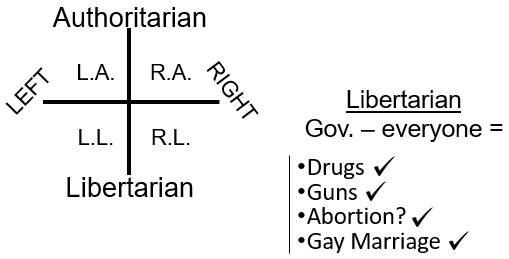 Authoritarian
L.A. R.A.
LEFT
RIGHT
L.L. R.L.
Libertarian
Libertarian
Gov. – everyone =
•Drugs ✓
•Guns ✓
•Abortion? ✓
•Gay Marriage ✓